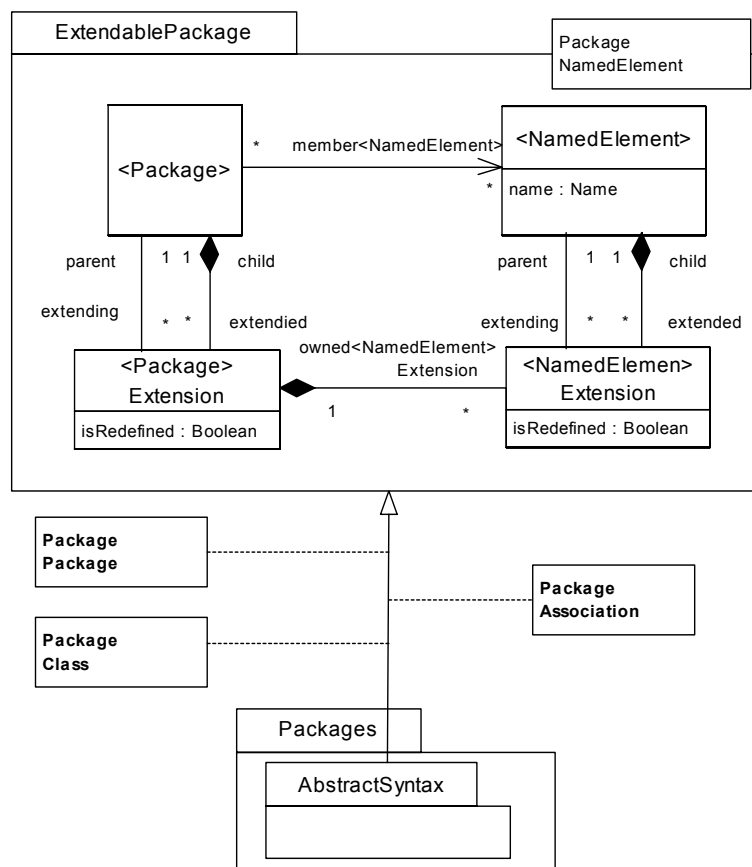 ExtendablePackage
Package
NamedElement
<Package>
* member<NamedElement>
*
<NamedElement>
name : Name
parent 1 1 child
extending * * extendied
parent 1 1 child
extending * * extended
<Package>
Extension
isRedefined : Boolean
owned<NamedElement>
Extension
1 *
<NamedElemen>
Extension
isRedefined : Boolean
Package
Package
Package
Association
Package
Class
Packages
AbstractSyntax